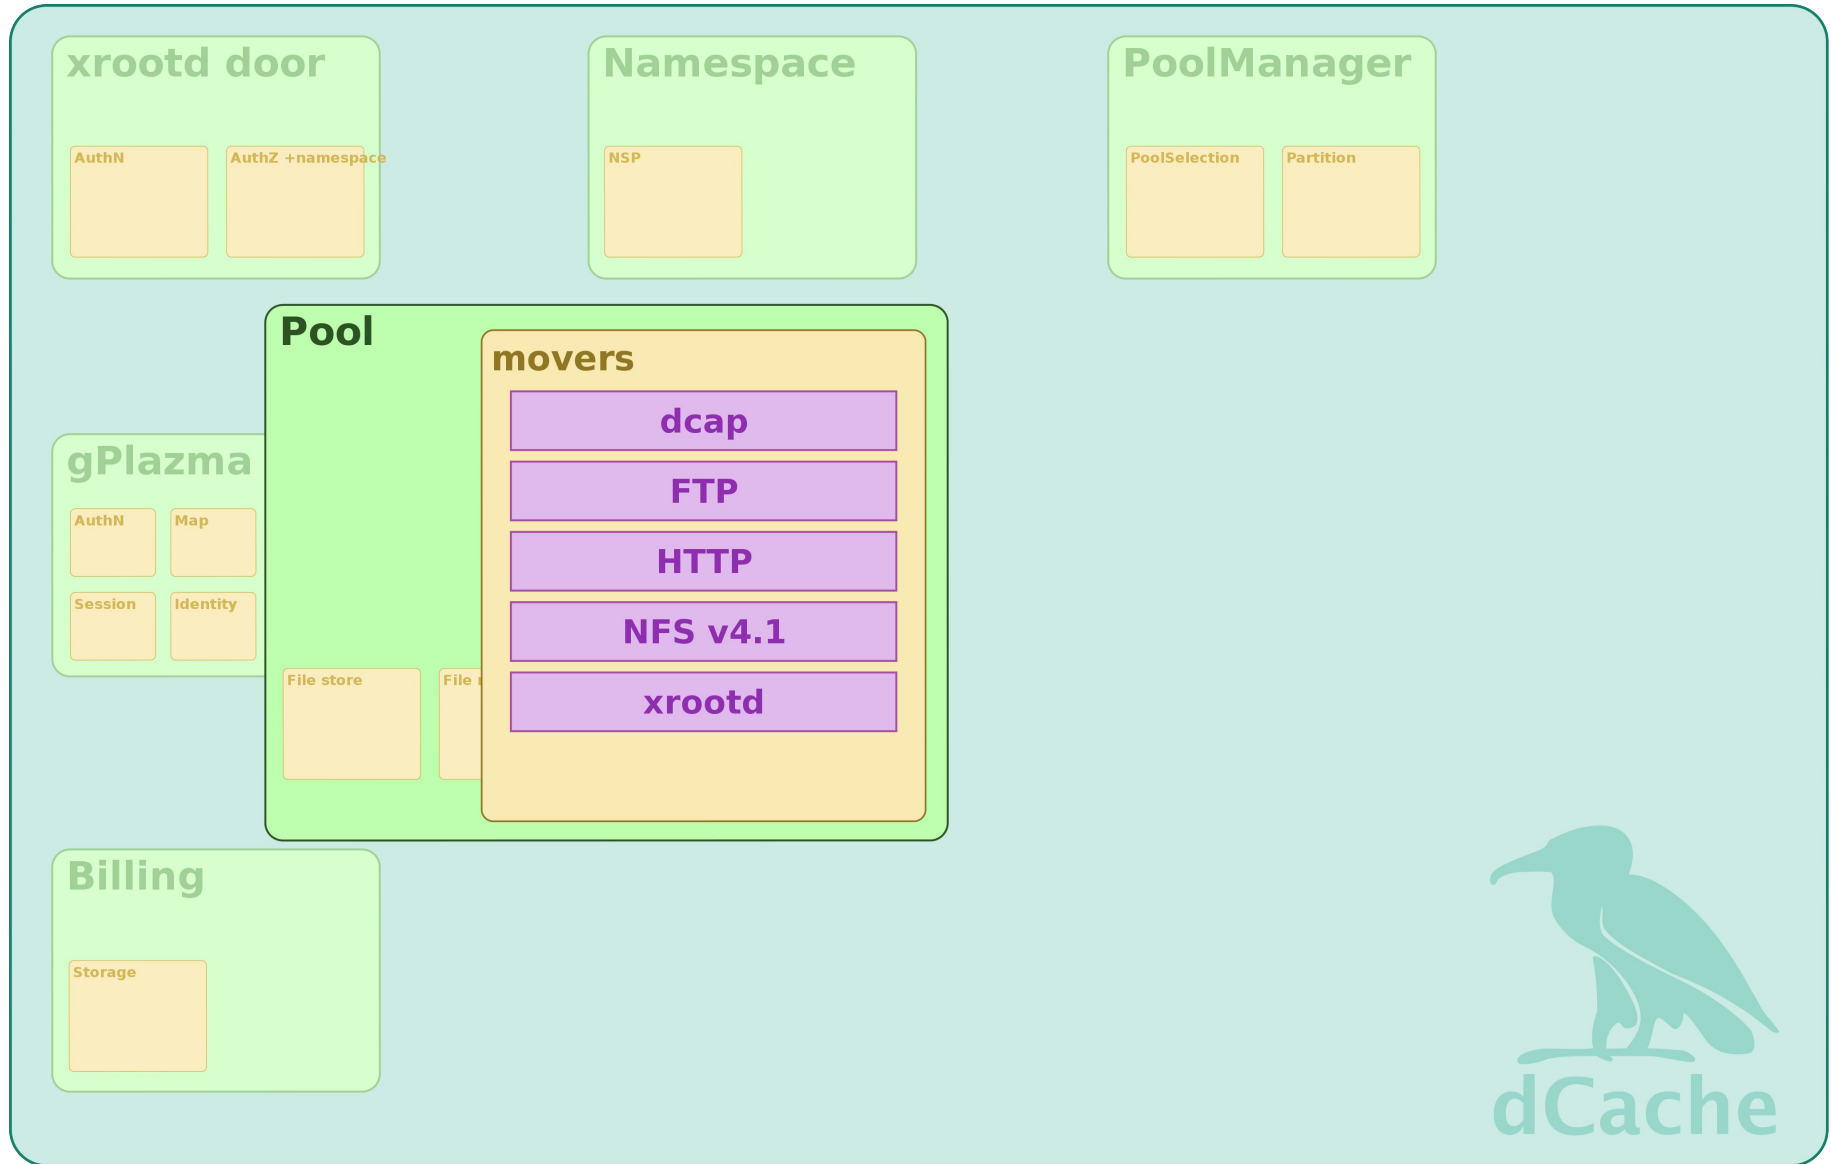 xrootd door
AuthN
AuthZ +namespace
Namespace
NSP
PoolManager
PoolSelection
Partition
gPlazma
AuthN
Map
Session
Identity
Pool
File store
File
movers
dcap
FTP
HTTP
NFS v4.1
xrootd
Billing
Storage
dCache